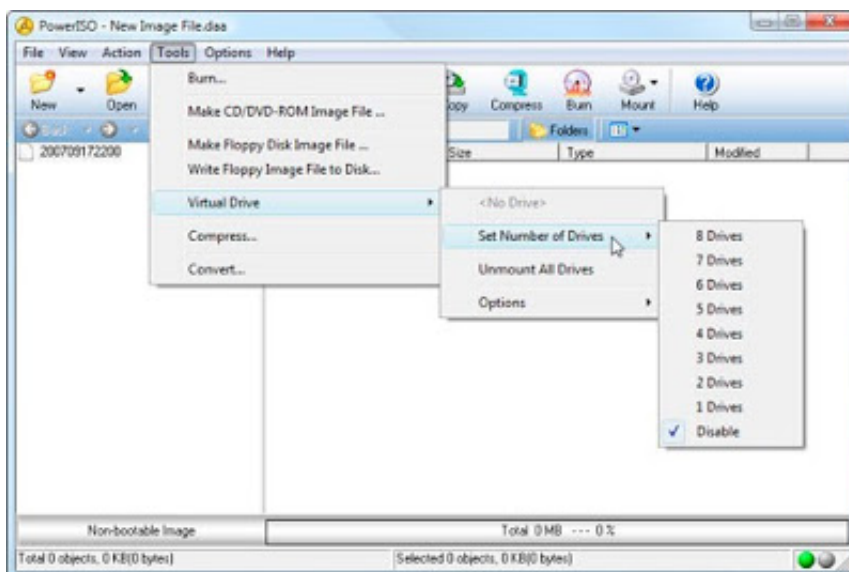 PowerISO - New Image File.daa
File View Action Tools Options Help
New Open Copy Compress Burn Mount Help
Back Folders
200709172200 Size Type Modified
Burn...
Make CD/DVD-ROM Image File ...
Make Floppy Disk Image File ...
Write Floppy Image File to Disk...
Virtual Drive
Compress...
Convert...
<No Drive>
Set Number of Drives
Unmount All Drives
Options
8 Drives
7 Drives
6 Drives
5 Drives
4 Drives
3 Drives
2 Drives
1 Drives
Disable
Non-bootable Image Total 0 MB --- 0 %
Total 0 objects, 0 KB(0 bytes) Selected 0 objects, 0 KB(0 bytes)